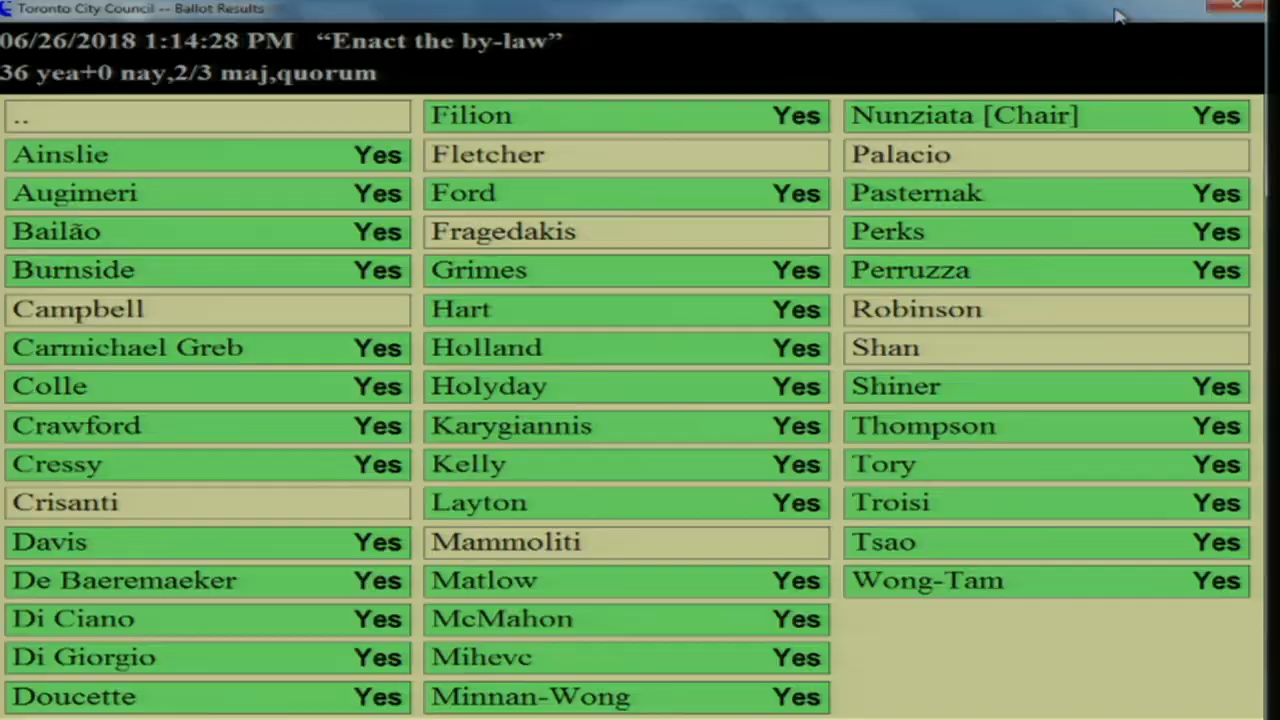 Toronto City Council -- Ballot Results
06/26/2018 1:14:28 PM “Enact the by-law”
36 yea+0 nay,2/3 maj,quorum
..
Ainslie Yes
Augimeri Yes
Bailão Yes
Burnside Yes
Campbell
Carmichael Greb Yes
Colle Yes
Crawford Yes
Cressy Yes
Crisanti
Davis Yes
De Baeremaeker Yes
Di Ciano Yes
Di Giorgio Yes
Doucette Yes
Filion Yes
Fletcher
Ford Yes
Fragedakis
Grimes Yes
Hart Yes
Holland Yes
Holyday Yes
Karygiannis Yes
Kelly Yes
Layton Yes
Mammoliti
Matlow Yes
McMahon Yes
Mihevc Yes
Minnan-Wong Yes
Nunziata [Chair] Yes
Palacio
Pasternak Yes
Perks Yes
Perruzza Yes
Robinson
Shan
Shiner Yes
Thompson Yes
Tory Yes
Troisi Yes
Tsao Yes
Wong-Tam Yes